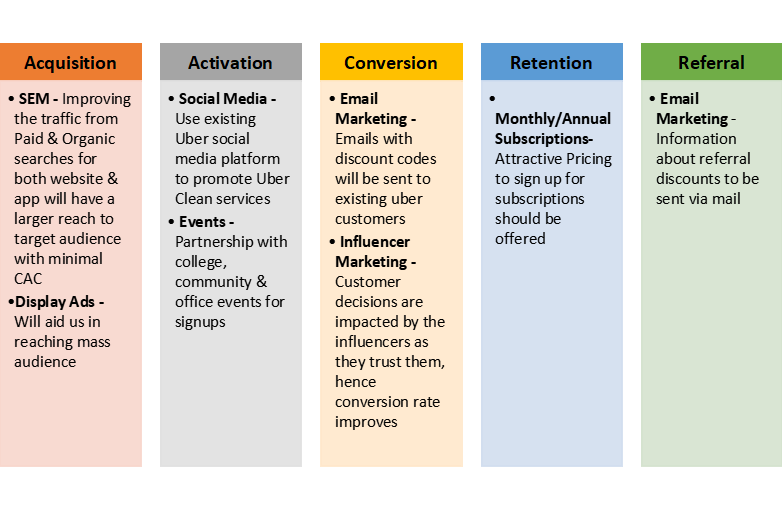 Acquisition
• SEM - Improving
the traffic from
Paid & Organic
searches for
both website &
app will have a
larger reach to
target audience
with minimal
CAC
•Display Ads -
Will aid us in
reaching mass
audience
Activation
• Social Media -
Use existing
Uber social
media platform
to promote Uber
Clean services
• Events -
Partnership with
college,
community &
office events for
signups
Conversion
• Email
Marketing -
Emails with
discount codes
will be sent to
existing uber
customers
• Influencer
Marketing -
Customer
decisions are
impacted by the
influencers as
they trust them,
hence
conversion rate
improves
Retention
•
Monthly/Annual
Subscriptions-
Attractive Pricing
to sign up for
subscriptions
should be
offered
Referral
• Email
Marketing -
Information
about referral
discounts to be
sent via mail